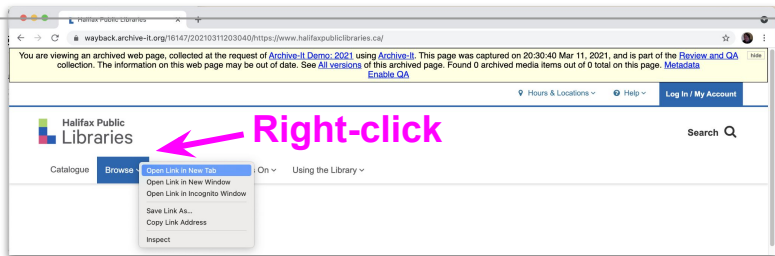 Halifax Public Libraries
wayback.archive-it.org/16147/20210311203040/https://www.halifaxpubliclibraries.ca/
You are viewing an archived web page, collected at the request of Archive-It Demo: 2021 using Archive-It. This page was captured on 20:30:40 Mar 11, 2021, and is part of the Review and QA
hide
collection. The information on this web page may be out of date. See All versions of this archived page. Found 0 archived media items out of 0 total on this page. Metadata
Enable QA
Hours & Locations Help Log In / My Account
Halifax Public
Libraries
Right-click
Search
Catalogue Browse On Using the Library
Open Link in New Tab
Open Link in New Window
Open Link in Incognito Window
Save Link As...
Copy Link Address
Inspect